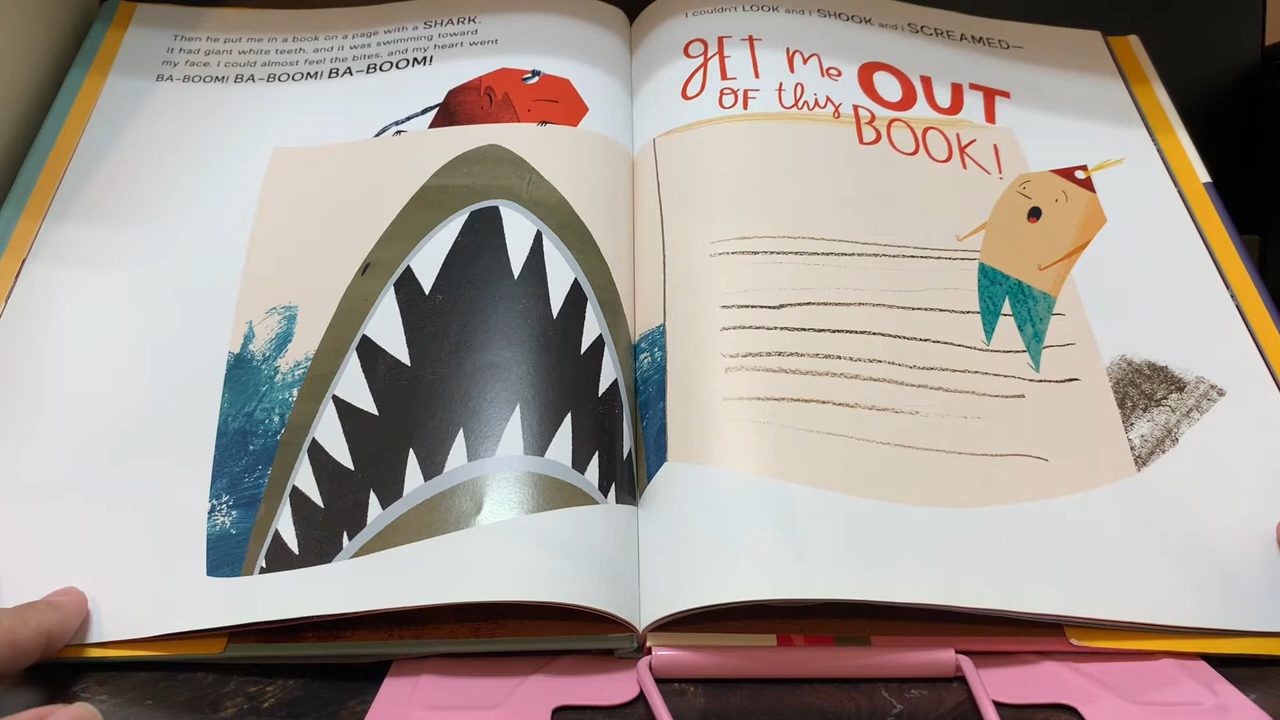 Then he put me in a book on a page with a SHARK.
It had giant white teeth, and it was swimming toward
my face. I could almost feel the bites, and my heart went
BA-BOOM! BA-BOOM! BA-BOOM!
I couldn't LOOK and I SHOOK and I SCREAMED—
GET me OUT
OF this BOOK!